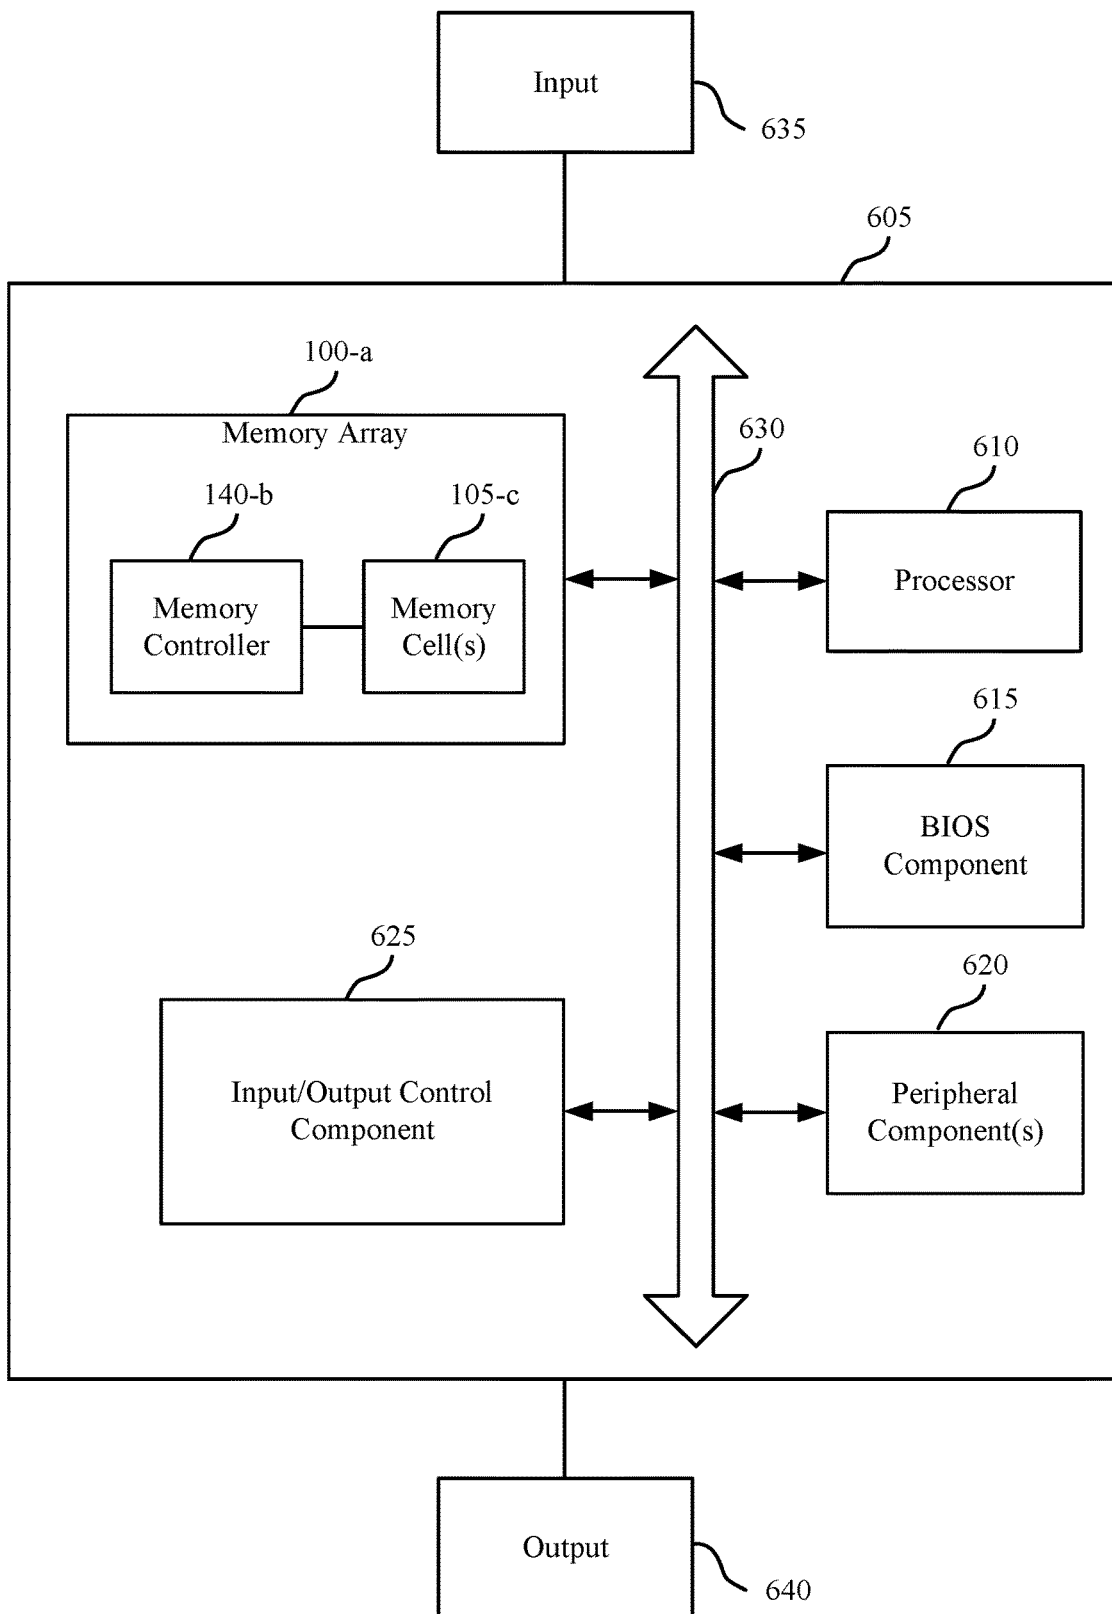 Input
635
605
100-a
Memory Array
630
610
140-b
105-c
Memory
Controller
Memory
Cell(s)
Processor
615
BIOS
Component
625
620
Input/Output Control
Component
Peripheral
Component(s)
Output
640